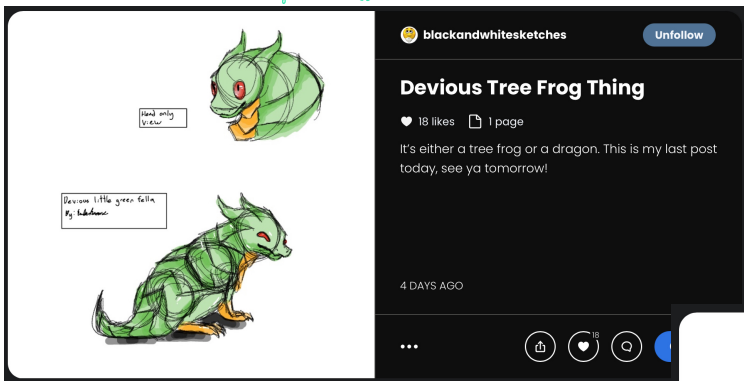 Head only
View
Devious little green fella
By:
blackandwhitesketches
Unfollow
Devious Tree Frog Thing
18 likes
1 page
It's either a tree frog or a dragon. This is my last post
today, see ya tomorrow!
4 DAYS AGO
18